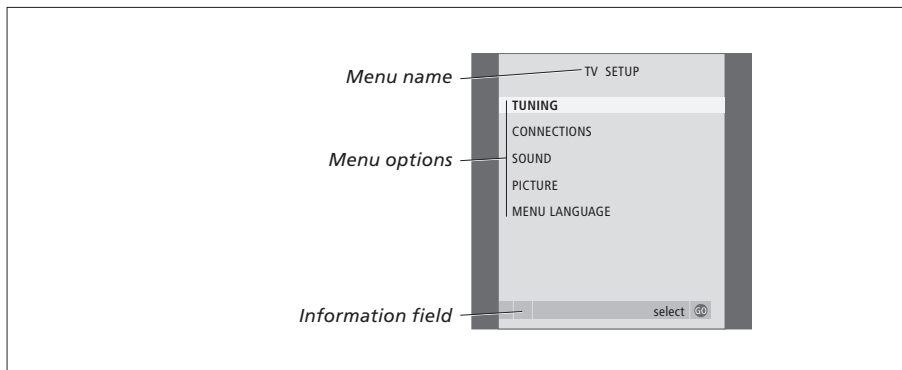 Menu name
TV SETUP
TUNING
CONNECTIONS
Menu options
SOUND
PICTURE
MENU LANGUAGE
Information field
select GO